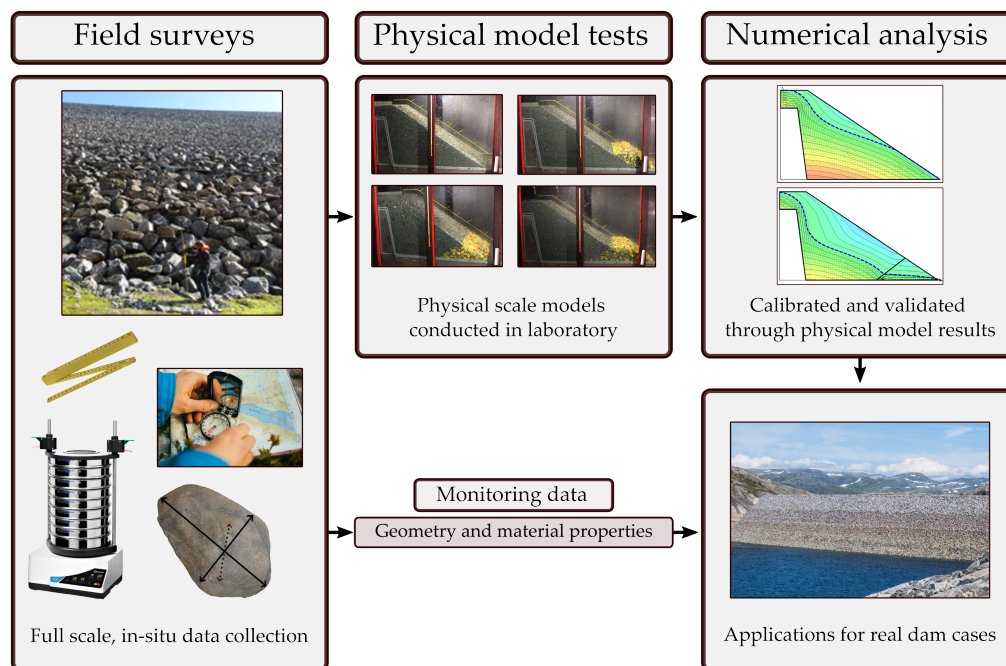 Field surveys
Physical model tests
Numerical analysis
Physical scale models
conducted in laboratory
Calibrated and validated
through physical model results
Monitoring data
Geometry and material properties
Full scale, in-situ data collection
Applications for real dam cases